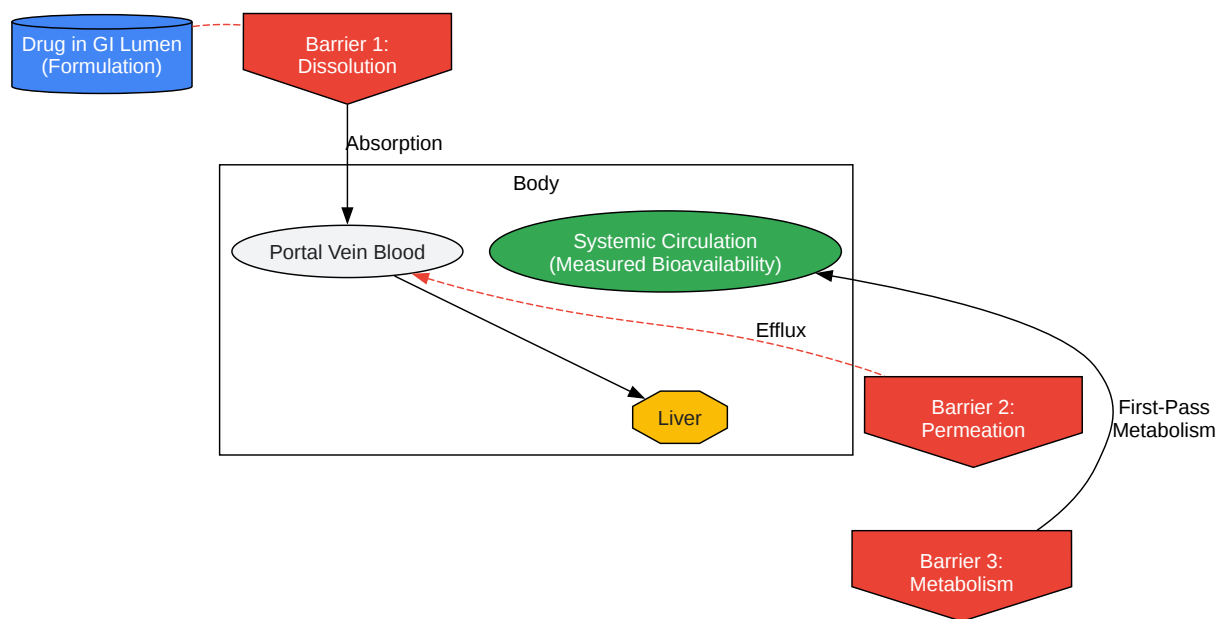 Drug in GI Lumen
(Formulation)
Barrier 1:
Dissolution
Absorption
Body
Portal Vein Blood
Systemic Circulation
(Measured Bioavailability)
Efflux
Liver
Barrier 2:
Permeation
First-Pass
Metabolism
Barrier 3:
Metabolism